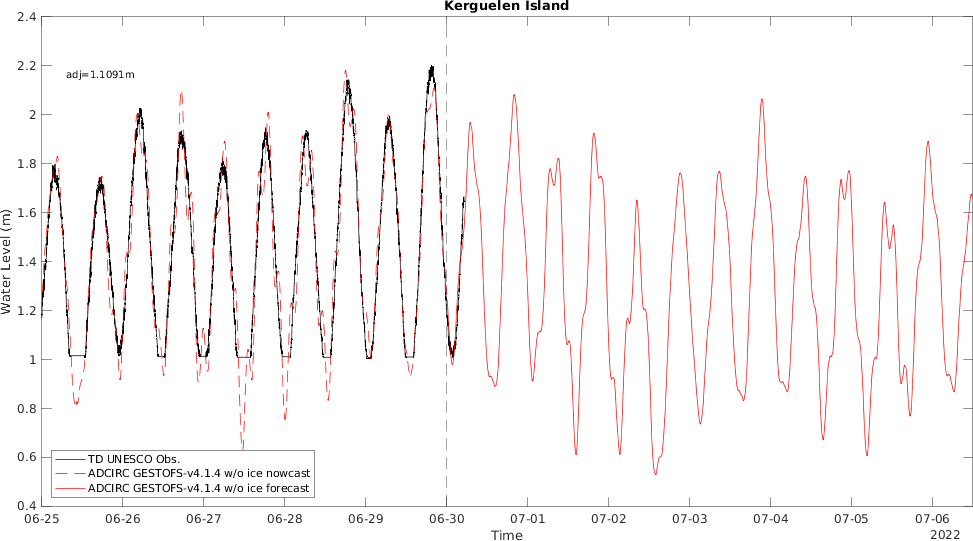 Kerguelen Island
2.4
2.2
2
1.8
1.6
1.4
1.2
1
0.8
0.6
0.4
Water Level (m)
adj=1.1091m
TD UNESCO Obs.
ADCIRC GESTOFS-v4.1.4 w/o ice nowcast
ADCIRC GESTOFS-v4.1.4 w/o ice forecast
06-25 06-26 06-27 06-28 06-29 06-30 07-01 07-02 07-03 07-04 07-05 07-06
Time
2022